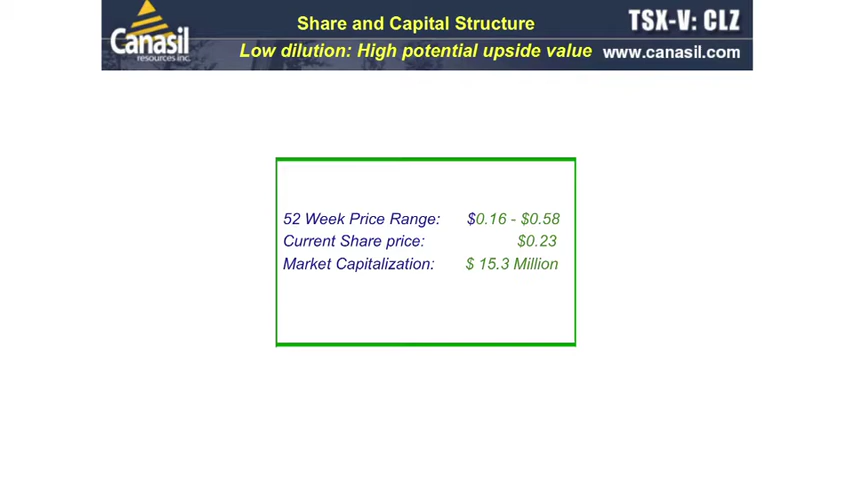 Share and Capital Structure
TSX-V: CLZ
Low dilution: High potential upside value
www.canasil.com
Canasil
resources inc.
52 Week Price Range: $0.16 - $0.58
Current Share price: $0.23
Market Capitalization: $ 15.3 Million